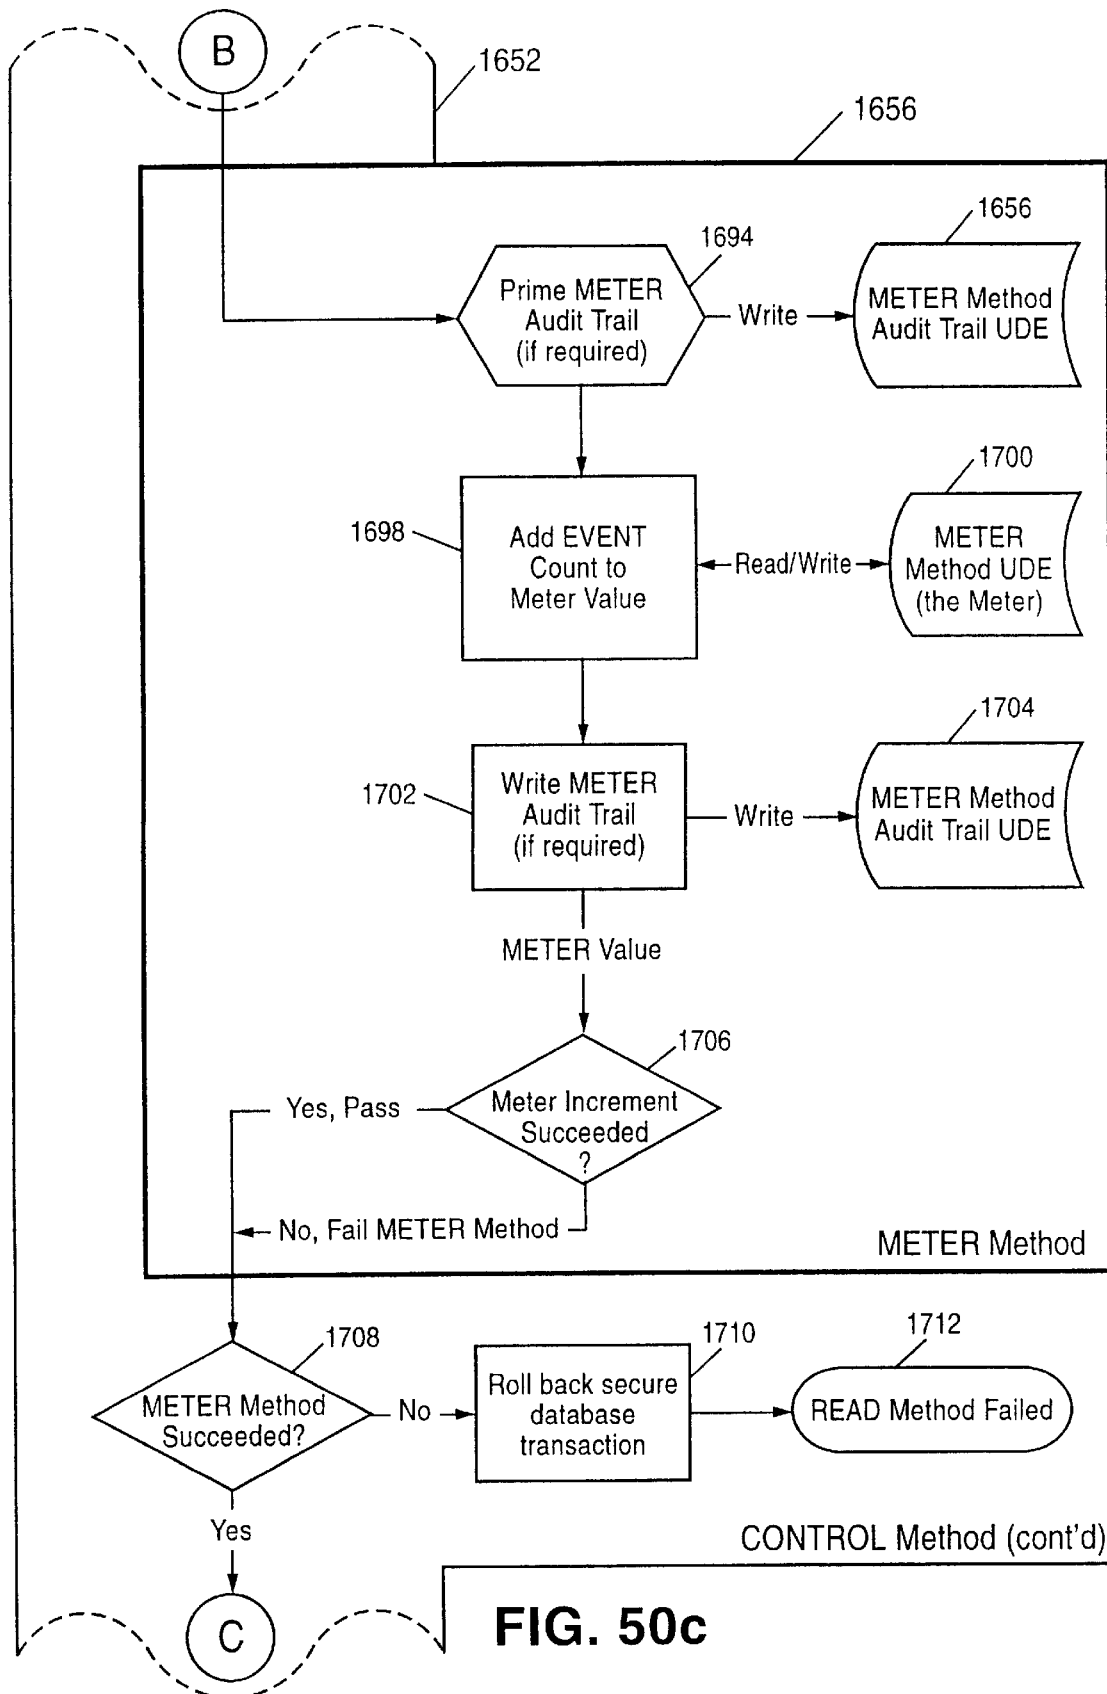 B
1652
1656
1656
1694
Prime METER
Audit Trail
(if required)
Write
METER Method
Audit Trail UDE
1700
1698
Add EVENT
Count to
Meter Value
Read/Write
METER
Method UDE
(the Meter)
1704
1702
Write METER
Audit Trail
(if required)
Write
METER Method
Audit Trail UDE
METER Value
1706
Meter Increment
Succeeded
?
Yes, Pass
No, Fail METER Method
METER Method
1708
METER Method
Succeeded?
No
1710
Roll back secure
database
transaction
1712
READ Method Failed
Yes
CONTROL Method (cont'd)
C
FIG. 50c